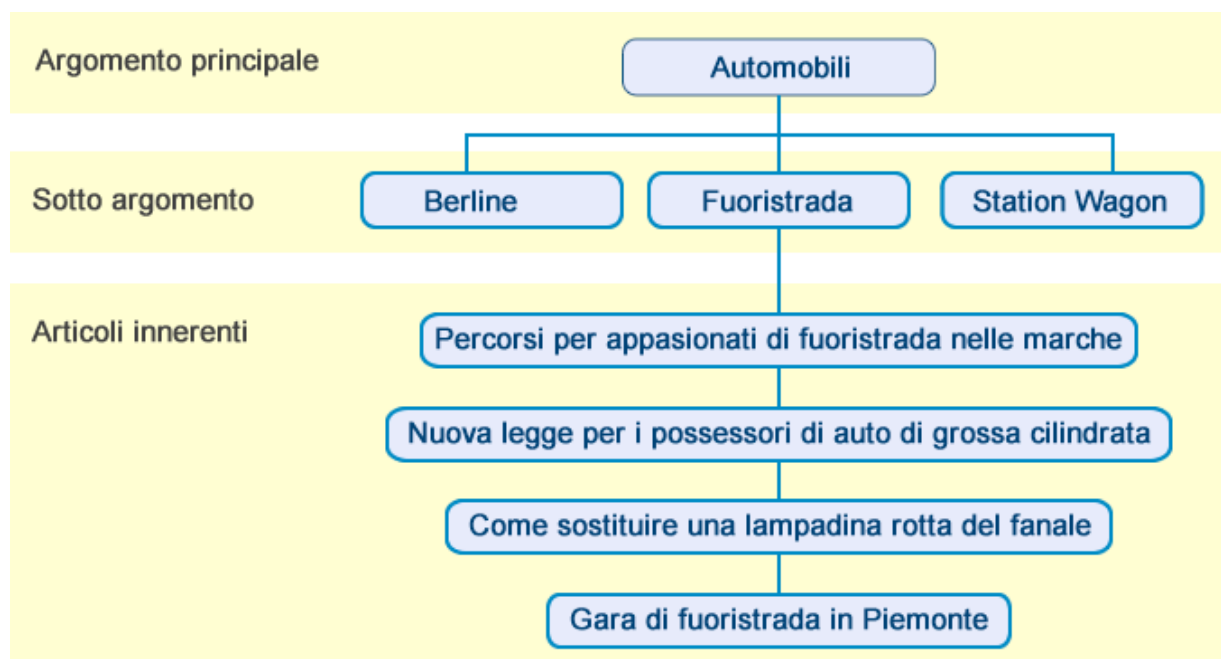 Argomento principale
Automobili
Sotto argomento
Berline
Fuoristrada
Station Wagon
Articoli innerenti
Percorsi per appasionati di fuoristrada nelle marche
Nuova legge per i possessori di auto di grossa cilindrata
Come sostituire una lampadina rotta del fanale
Gara di fuoristrada in Piemonte